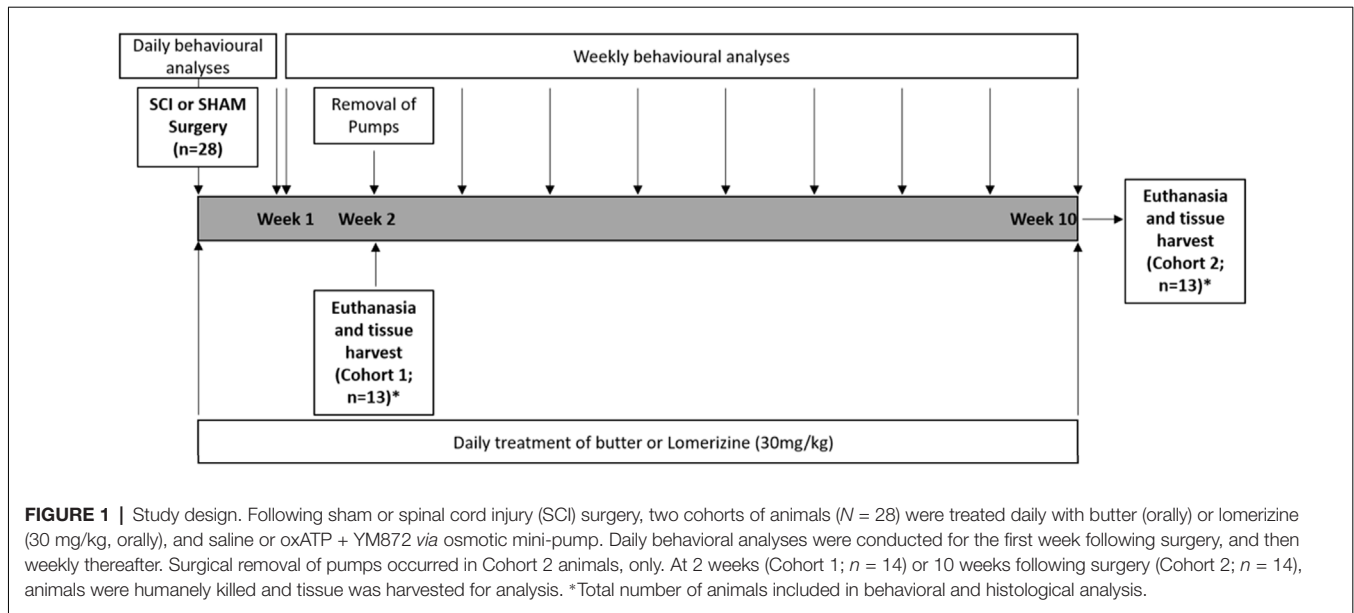 Daily behavioural
analyses
Weekly behavioural analyses
SCI or SHAM
Surgery
(n=28)
Removal of
Pumps
Week 1
Week 2
Week 10
Euthanasia
and tissue
harvest
(Cohort 2;
n=13)*
Euthanasia
and tissue
harvest
(Cohort 1;
n=13)*
Daily treatment of butter or Lomerizine (30mg/kg)
FIGURE 1 | Study design. Following sham or spinal cord injury (SCI) surgery, two cohorts of animals (N = 28) were treated daily with butter (orally) or lomerizine
(30 mg/kg, orally), and saline or oxATP + YM872 via osmotic mini-pump. Daily behavioral analyses were conducted for the first week following surgery, and then
weekly thereafter. Surgical removal of pumps occurred in Cohort 2 animals, only. At 2 weeks (Cohort 1; n = 14) or 10 weeks following surgery (Cohort 2; n = 14),
animals were humanely killed and tissue was harvested for analysis. *Total number of animals included in behavioral and histological analysis.